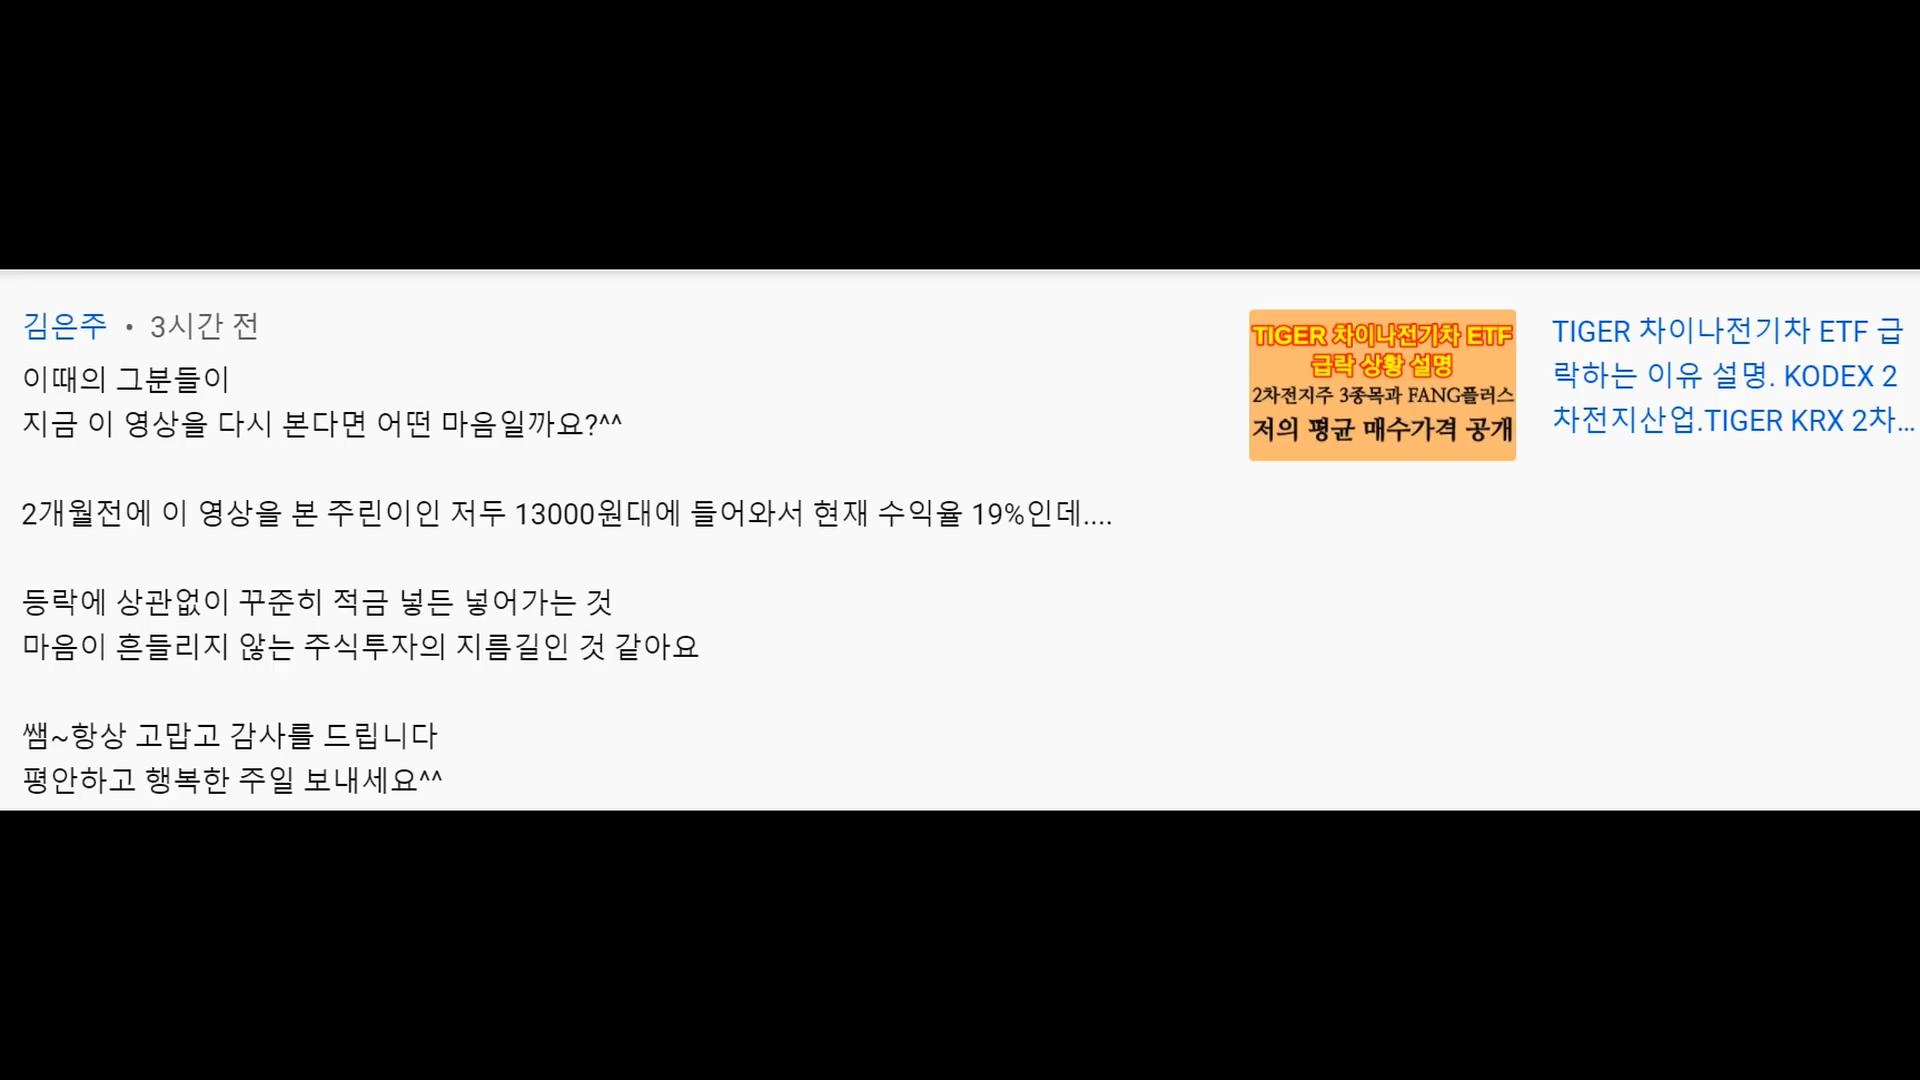 김은주 • 3시간 전
이때의 그분들이
지금 이 영상을 다시 본다면 어떤 마음일까요?^^
2개월전에 이 영상을 본 주린이인 저두 13000원대에 들어와서 현재 수익율 19%인데....
등락에 상관없이 꾸준히 적금 넣든 넣어가는 것
마음이 흔들리지 않는 주식투자의 지름길인 것 같아요
쌤~항상 고맙고 감사를 드립니다
평안하고 행복한 주일 보내세요^^
TIGER 차이나전기차 ETF
급락 상황 설명
2차전지주 3종목과 FANG플러스
저의 평균 매수가격 공개
TIGER 차이나전기차 ETF 급
락하는 이유 설명. KODEX 2
차전지산업.TIGER KRX 2차...